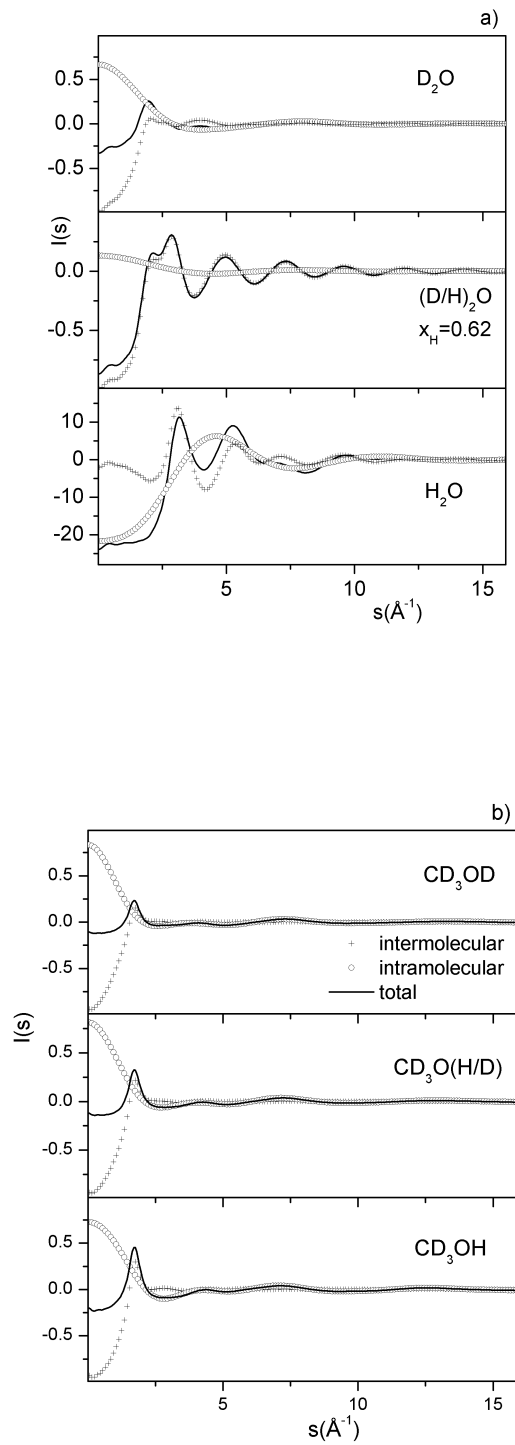 a)
D₂O
0.5
0.0
-0.5
(D/H)₂O
x_H=0.62
0.0
-0.5
I(s)
H₂O
10
0
-10
-20
5
10
15
s(Å⁻¹)
b)
CD₃OD
0.5
0.0
-0.5
intermolecular
intramolecular
total
CD₃O(H/D)
0.5
0.0
-0.5
I(s)
CD₃OH
0.5
0.0
-0.5
5
10
15
s(Å⁻¹)